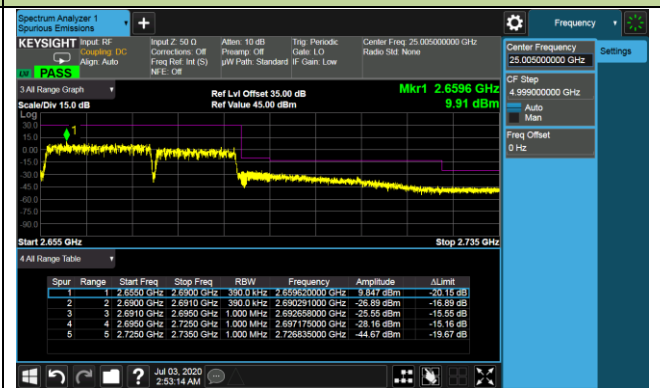 Spectrum Analyzer 1
Spurious Emissions
Frequency
KEYSIGHT Input: RF Input Z: 50 Ω Atten: 10 dB Trig: Periodic Center Freq: 25.005000000 GHz
Coupling: DC Corrections: Off Preamp: Off Gate: LO Radio Std: None
Align: Auto Freq Ref: Int (S) µW Path: Standard IF Gain: Low
NFE: Off
LXI PASS
Center Frequency
25.005000000 GHz
Settings
CF Step
4.999000000 GHz
Auto
Man
Freq Offset
0 Hz
3 All Range Graph
Ref Lvl Offset 35.00 dB
Mkr1 2.6596 GHz
Scale/Div 15.0 dB
Ref Value 45.00 dBm
9.91 dBm
Log
30.0
15.0
0.00
-15.0
-30.0
-45.0
-60.0
-75.0
-90.0
1
Start 2.655 GHz
Stop 2.735 GHz
4 All Range Table
Spur Range Start Freq Stop Freq RBW Frequency Amplitude ΔLimit
1 1 2.6550 GHz 2.6900 GHz 390.0 kHz 2.659620000 GHz 9.847 dBm -20.15 dB
2 2 2.6900 GHz 2.6910 GHz 390.0 kHz 2.690291000 GHz -26.89 dBm -16.89 dB
3 3 2.6910 GHz 2.6950 GHz 1.000 MHz 2.692658000 GHz -25.55 dBm -15.55 dB
4 4 2.6950 GHz 2.7250 GHz 1.000 MHz 2.697175000 GHz -28.16 dBm -15.16 dB
5 5 2.7250 GHz 2.7350 GHz 1.000 MHz 2.726835000 GHz -44.67 dBm -19.67 dB
?
Jul 03, 2020
2:53:14 AM